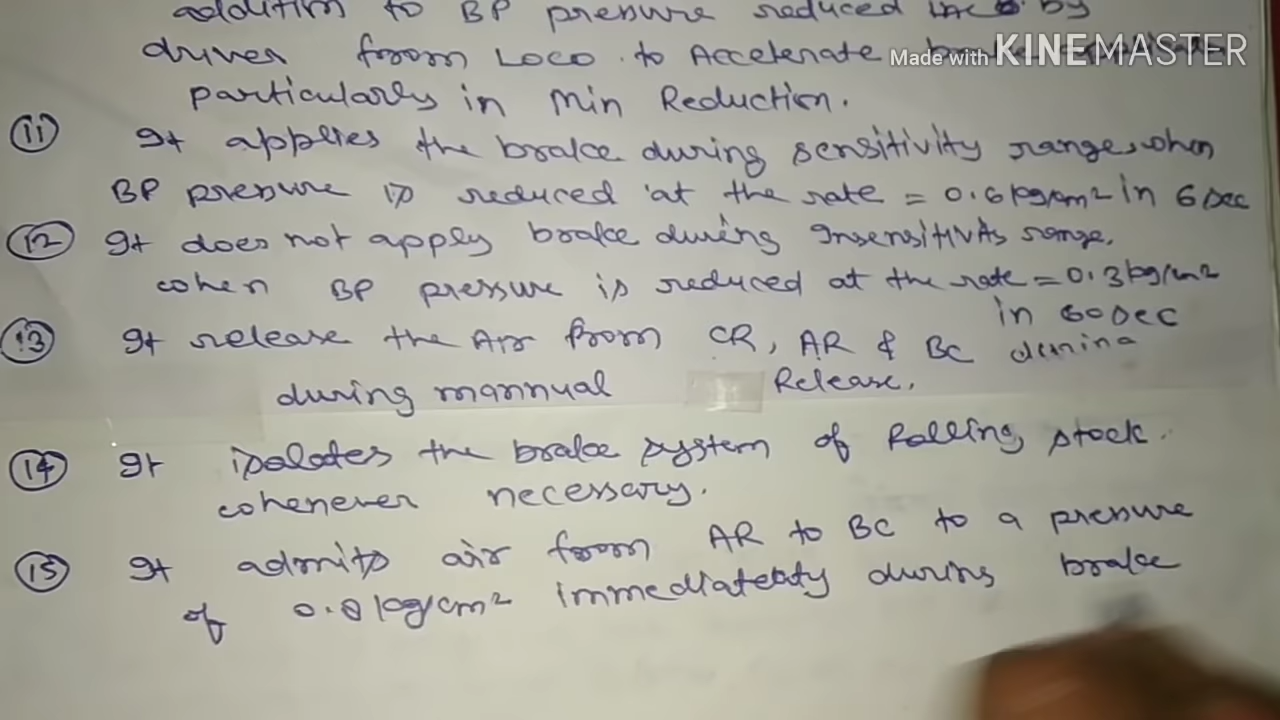 addition to BP pressure reduced by
driver from Loco. to Accelerate
Made with KINEMASTER
particularly in Min Reduction.
(11) It applies the brake during sensitivity range, when
BP pressure is reduced at the rate = 0.6 kg/cm2 in 6 sec
(12) It does not apply brake during Insensitivity range.
when BP pressure is reduced at the rate = 0.3 kg/cm2
in 60 sec
(13) It release the Air from CR, AR & BC during
during mannual Release.
(14) It isolates the brake system of Rolling stock.
whenever necessary.
(15) It admits air from AR to BC to a pressure
of 0.8 kg/cm2 immediately during brake